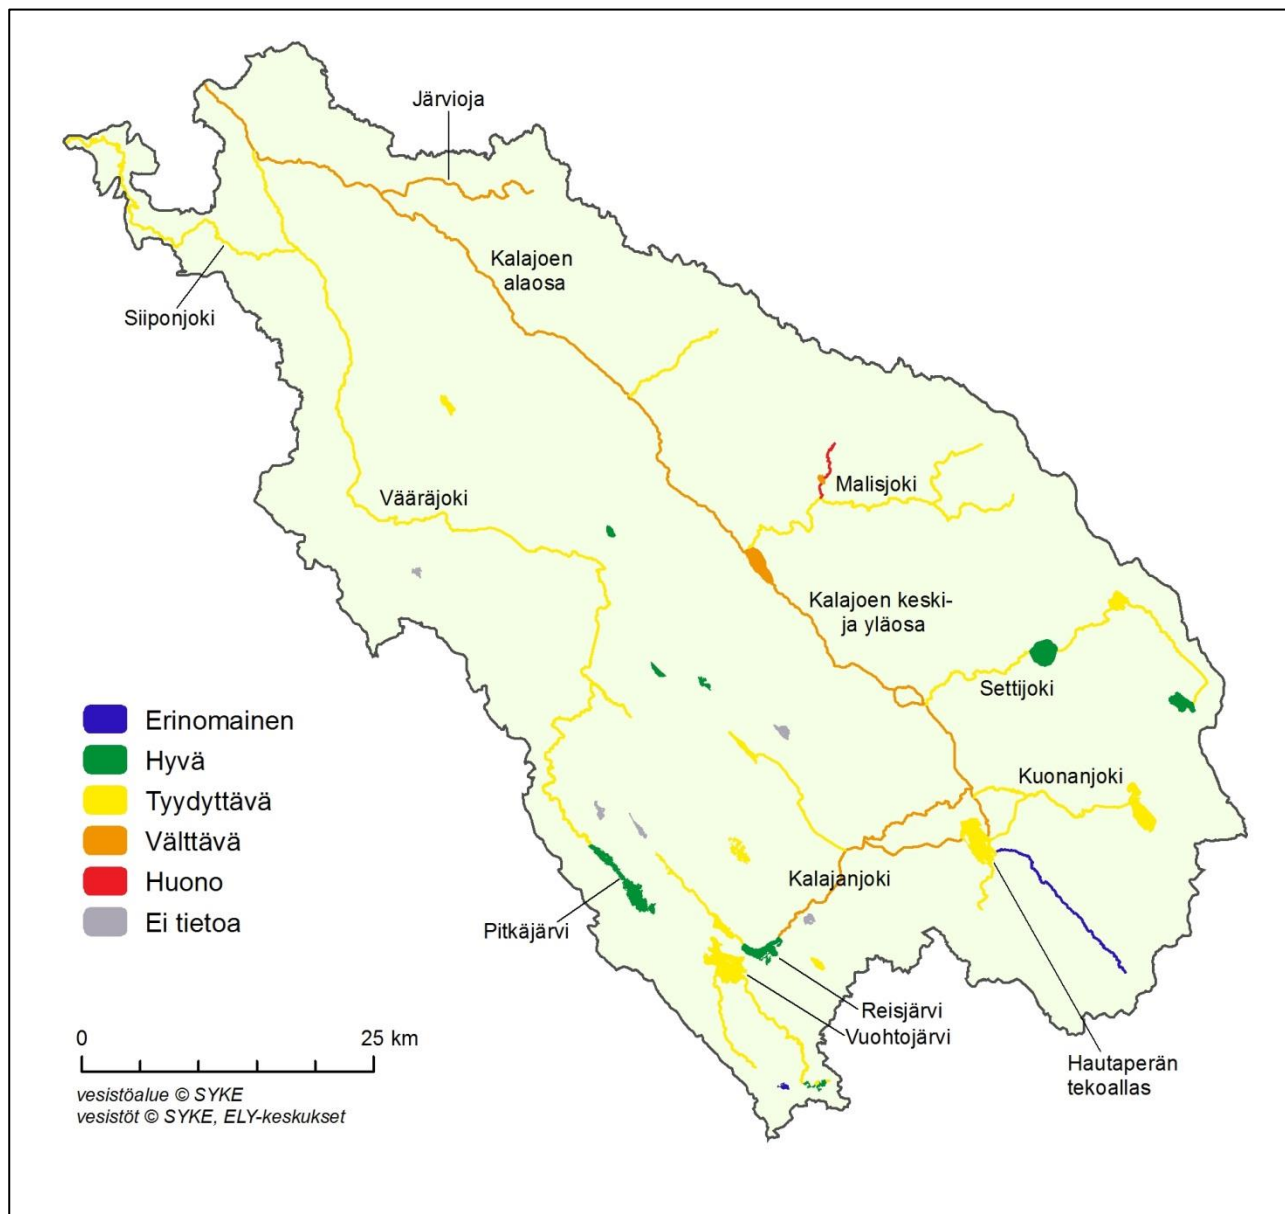 Järvioja
Kalajoen
alaosa
Siiponjoki
Vääräjoki
Malisjoki
Kalajoen keski-
ja yläosa
Settijoki
Kuonanjoki
Erinomainen
Hyvä
Tyydyttävä
Välttävä
Huono
Ei tietoa
Kalajanjoki
Pitkäjärvi
Reisjärvi
Vuohtojärvi
Hautaperän
tekoallas
0 25 km
vesistöalue © SYKE
vesistöt © SYKE, ELY-keskukset